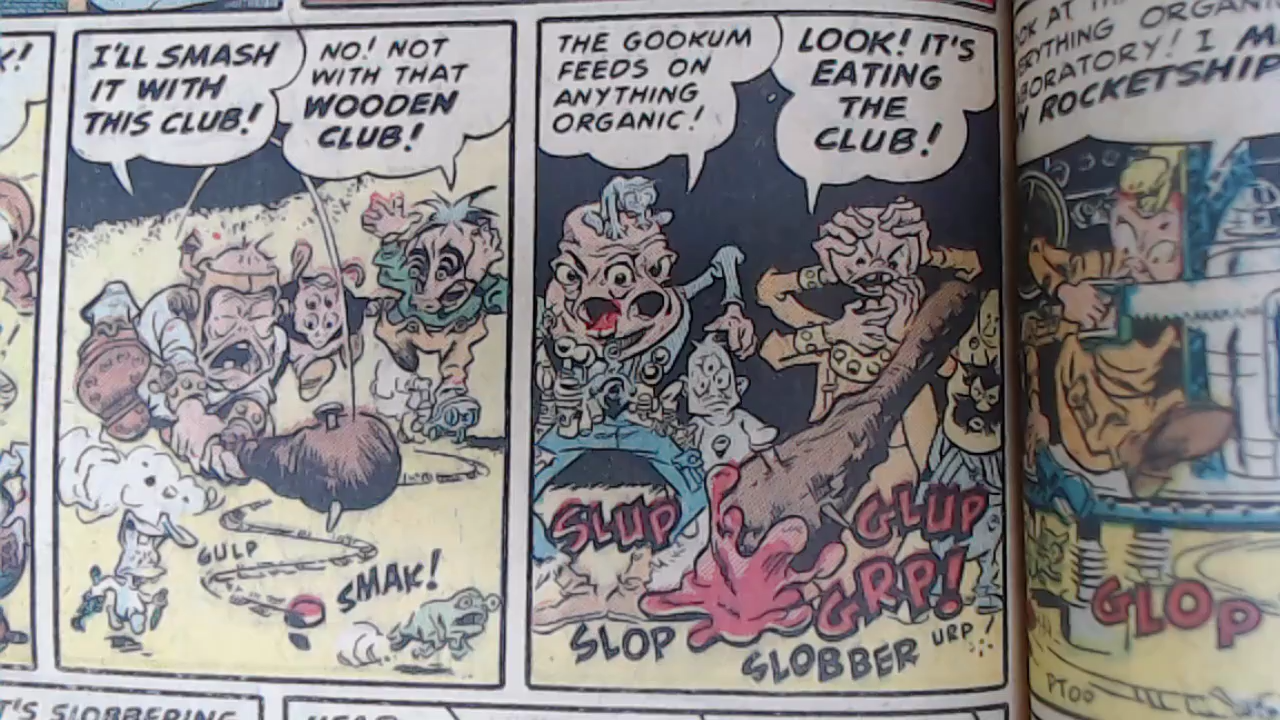 K!
I'LL SMASH
IT WITH
THIS CLUB!
NO! NOT
WITH THAT
WOODEN
CLUB!
GULP
SMAK!
THE GOOKUM
FEEDS ON
ANYTHING
ORGANIC!
LOOK! IT'S
EATING
THE
CLUB!
SLUP
GLUP
GRP!
SLOP
SLOBBER
URP!
ROCKETSHIP
GLOP
PTOO
SLOBBERING